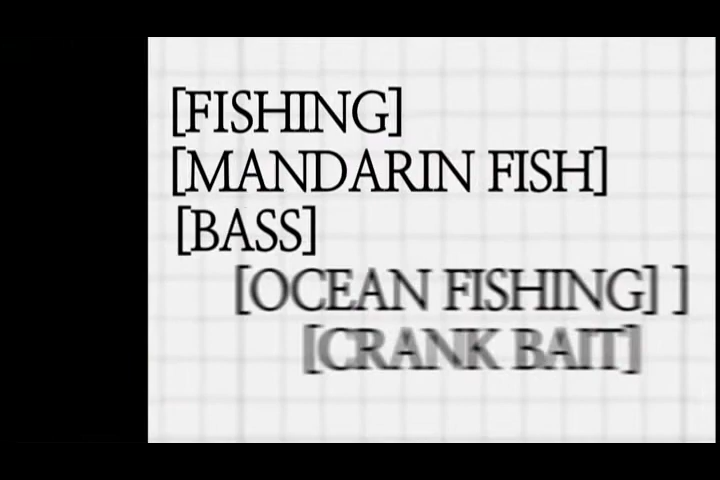 [FISHING]
[MANDARIN FISH]
[BASS]
[OCEAN FISHING] ]
[CRANK BAIT]